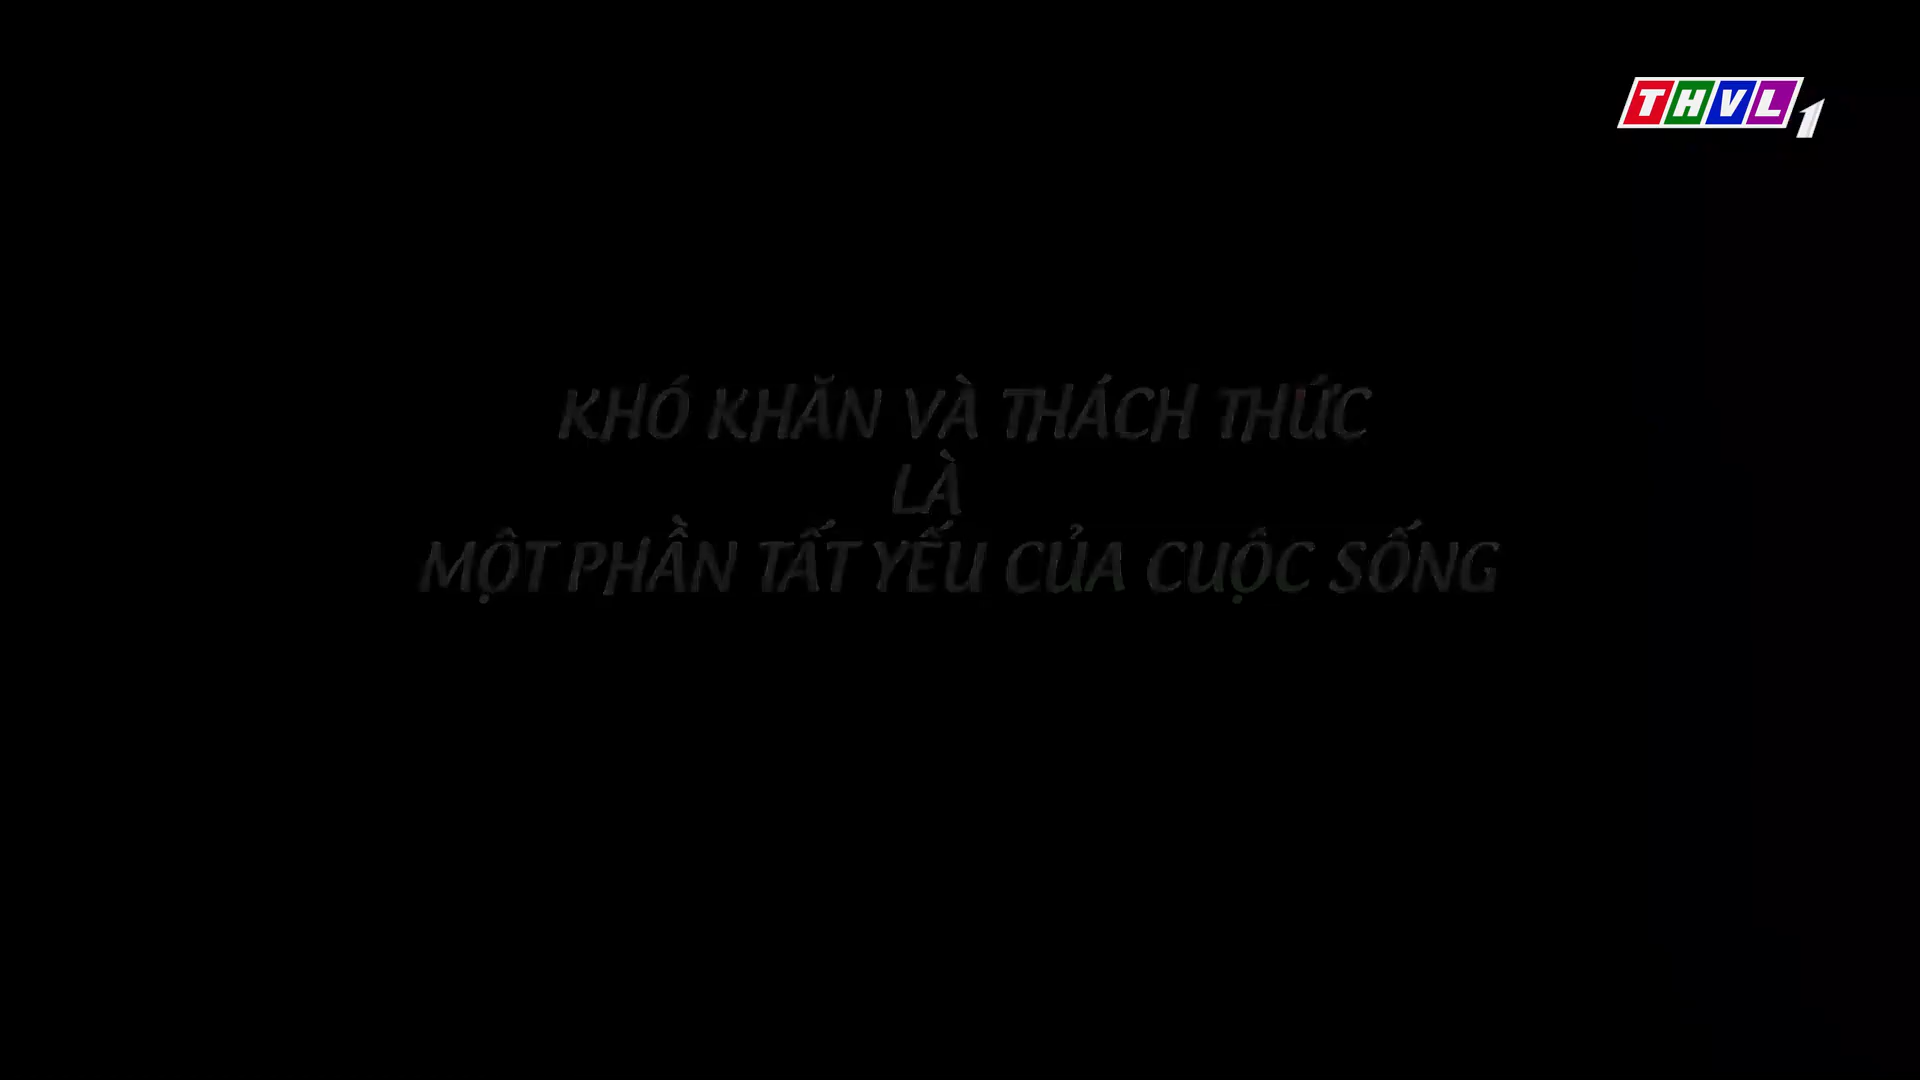 THVL1
KHÓ KHĂN VÀ THÁCH THỨC
LÀ
MỘT PHẦN TẤT YẾU CỦA CUỘC SỐNG